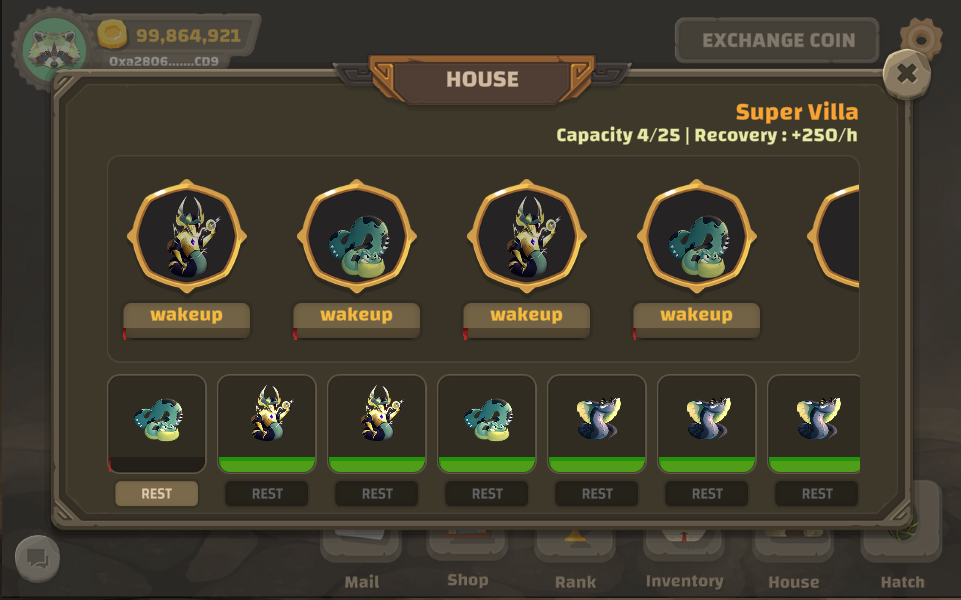 99,864,921
EXCHANGE COIN
0xa2806.......CD9
HOUSE
Super Villa
Capacity 4/25 | Recovery : +250/h
wakeup wakeup wakeup wakeup
REST REST REST REST REST REST REST
Mail Shop Rank Inventory House Hatch